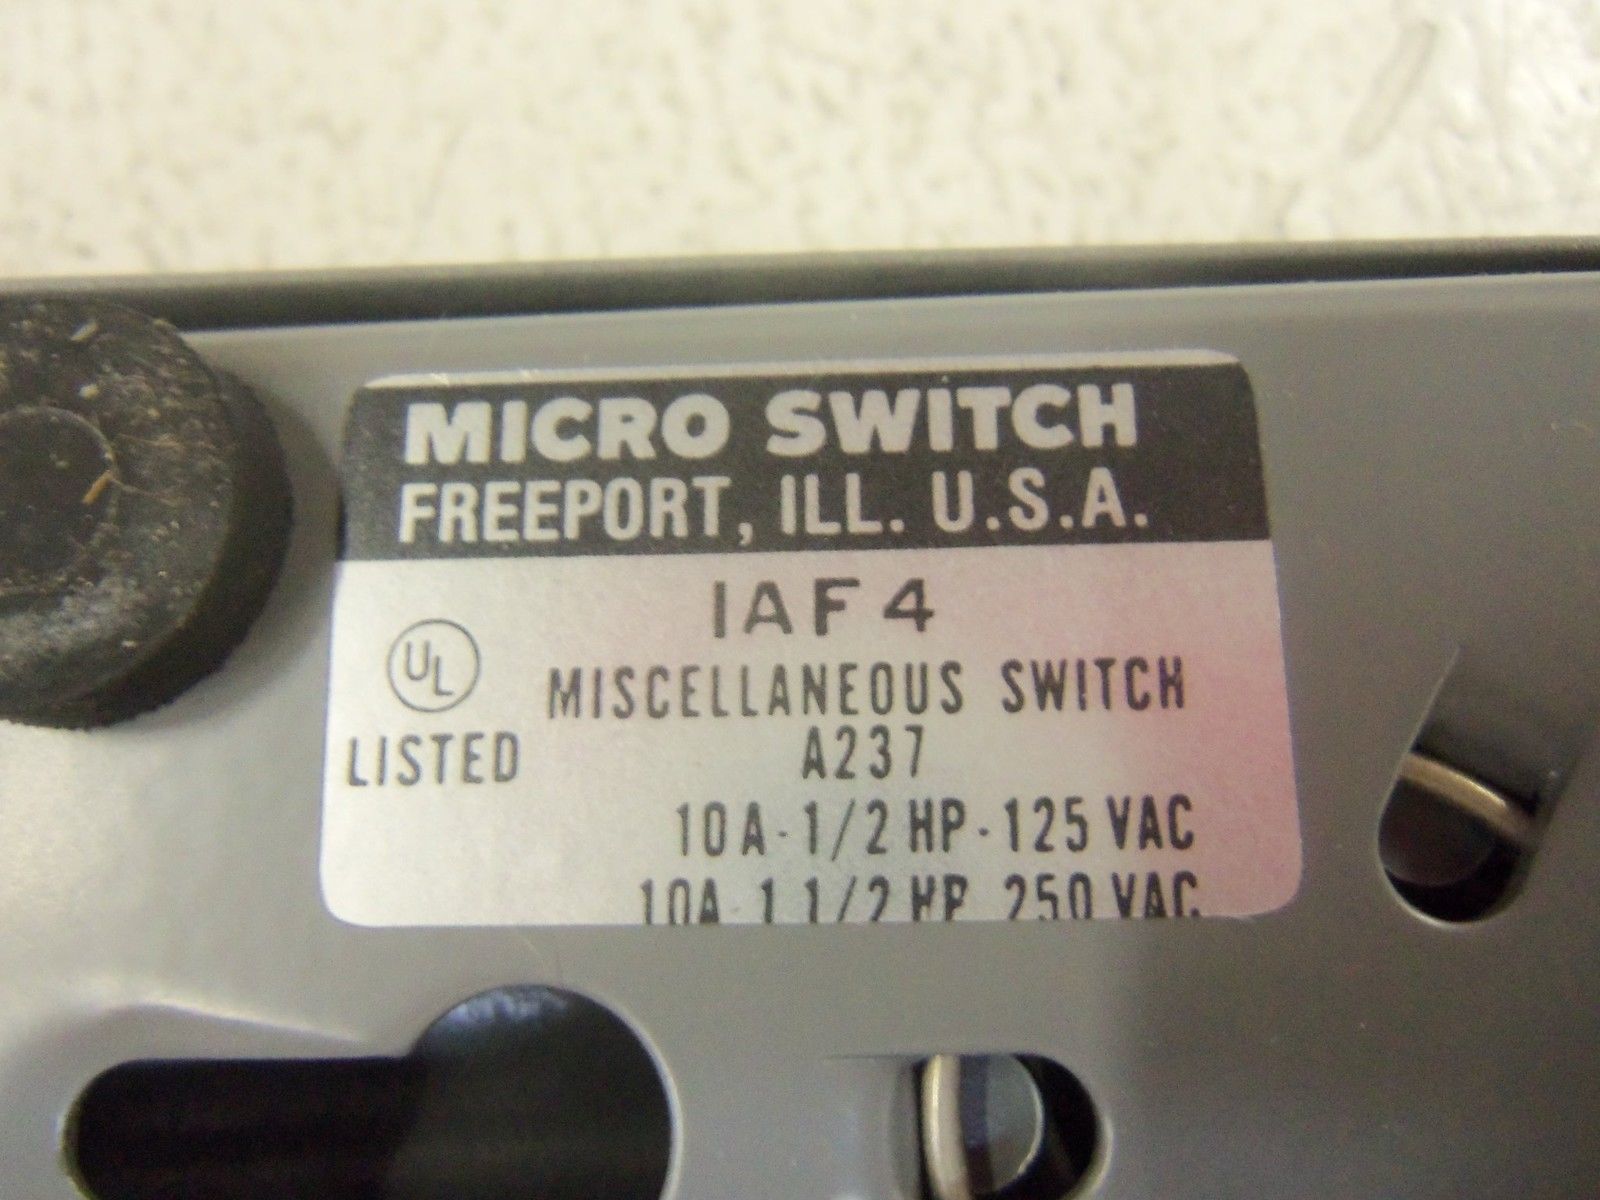 MICRO SWITCH
FREEPORT, ILL. U.S.A.
1AF4
UL
LISTED
MISCELLANEOUS SWITCH
A237
10A-1/2 HP-125 VAC
10A-1 1/2 HP 250 VAC